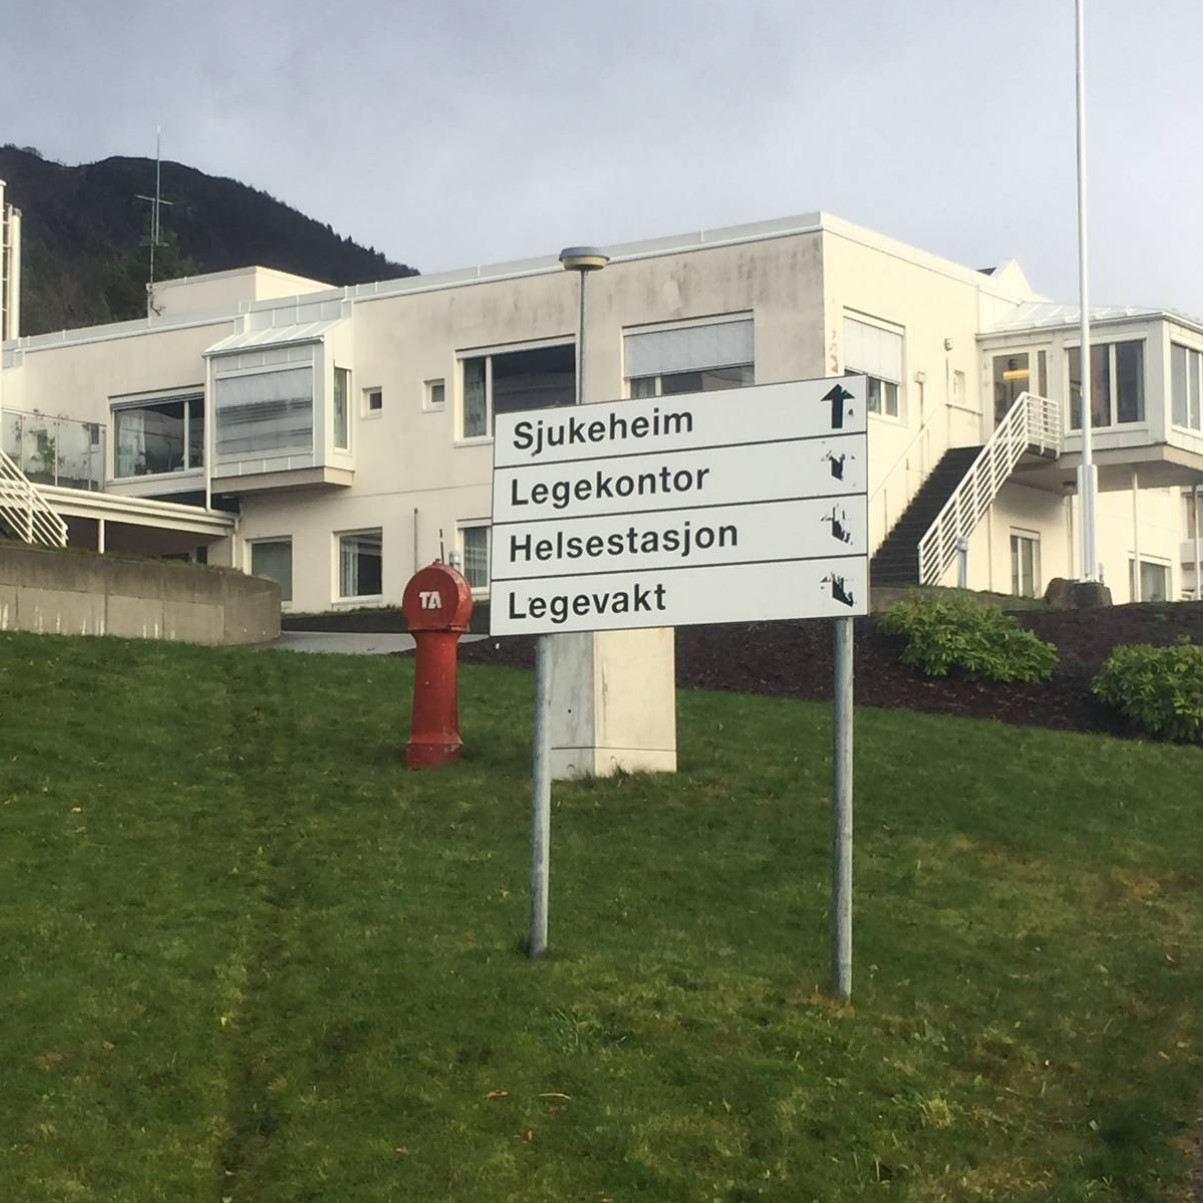 Sjukeheim
Legekontor
Helsestasjon
Legevakt
TA